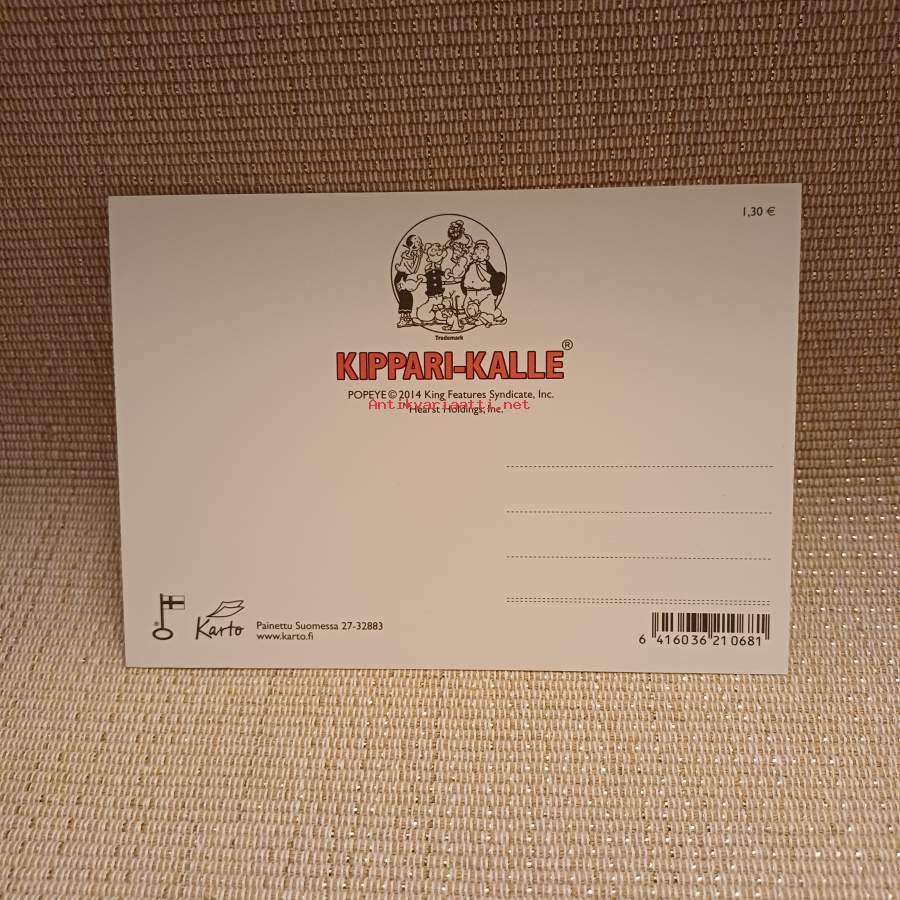 1,30 €
Trademark
KIPPARI-KALLE®
POPEYE © 2014 King Features Syndicate, Inc.
™Hearst Holdings, Inc.
Antikvariaatti.net
Karto
Painettu Suomessa 27-32883
www.karto.fi
6 416036 210681